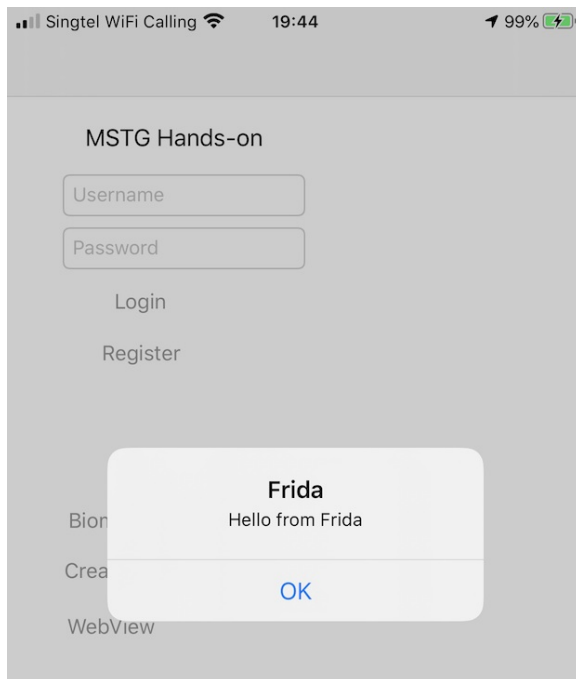 Singtel WiFi Calling 19:44 99%
MSTG Hands-on
Username
Password
Login
Register
Frida
Hello from Frida
OK
WebView